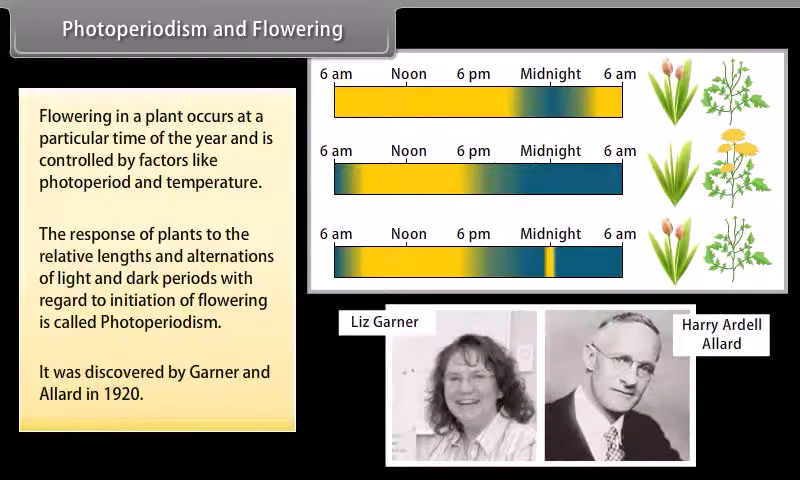 Photoperiodism and Flowering
Flowering in a plant occurs at a
particular time of the year and is
controlled by factors like
photoperiod and temperature.
The response of plants to the
relative lengths and alternations
of light and dark periods with
regard to initiation of flowering
is called Photoperiodism.
It was discovered by Garner and
Allard in 1920.
6 am Noon 6 pm Midnight 6 am
6 am Noon 6 pm Midnight 6 am
6 am Noon 6 pm Midnight 6 am
Liz Garner
Harry Ardell
Allard